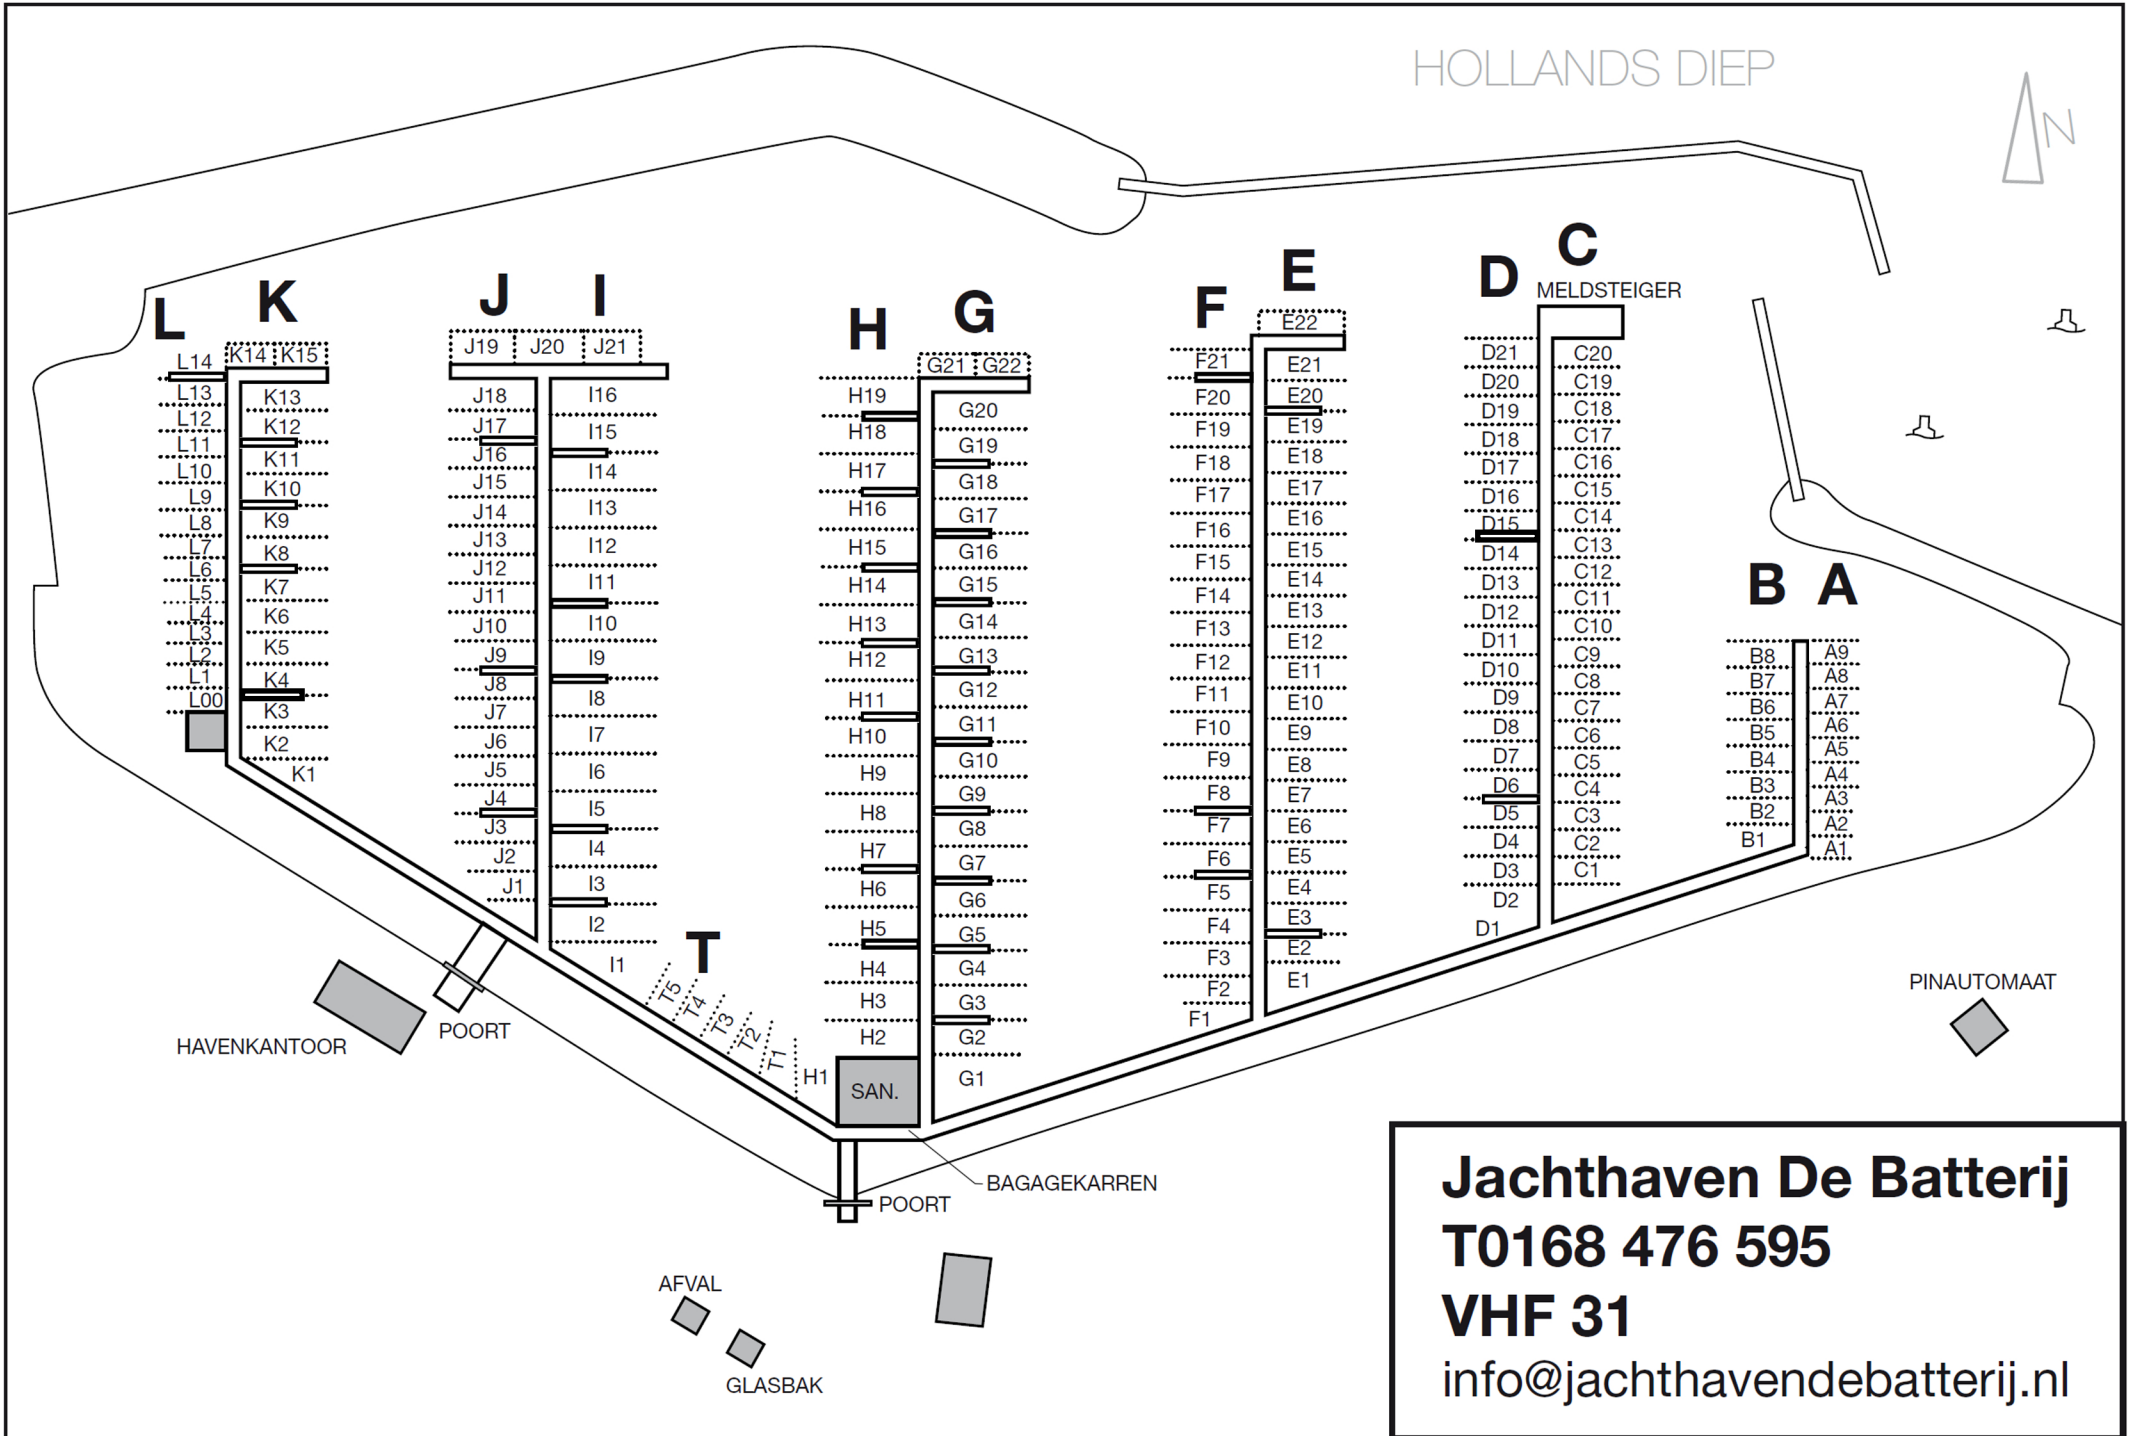 HOLLANDS DIEP
N
L
L14
L13
L12
L11
L10
L9
L8
L7
L6
L5
L4
L3
L2
L1
L00
K
K14
K15
K13
K12
K11
K10
K9
K8
K7
K6
K5
K4
K3
K2
K1
J
J19
J20
J18
J17
J16
J15
J14
J13
J12
J11
J10
J9
J8
J7
J6
J5
J4
J3
J2
J1
I
J21
I16
I15
I14
I13
I12
I11
I10
I9
I8
I7
I6
I5
I4
I3
I2
I1
T
T5
T4
T3
T2
T1
H
H19
H18
H17
H16
H15
H14
H13
H12
H11
H10
H9
H8
H7
H6
H5
H4
H3
H2
H1
SAN.
G
G21
G22
G20
G19
G18
G17
G16
G15
G14
G13
G12
G11
G10
G9
G8
G7
G6
G5
G4
G3
G2
G1
F
F21
F20
F19
F18
F17
F16
F15
F14
F13
F12
F11
F10
F9
F8
F7
F6
F5
F4
F3
F2
F1
E
E22
E21
E20
E19
E18
E17
E16
E15
E14
E13
E12
E11
E10
E9
E8
E7
E6
E5
E4
E3
E2
E1
D
D21
D20
D19
D18
D17
D16
D15
D14
D13
D12
D11
D10
D9
D8
D7
D6
D5
D4
D3
D2
D1
C
MELDSTEIGER
C20
C19
C18
C17
C16
C15
C14
C13
C12
C11
C10
C9
C8
C7
C6
C5
C4
C3
C2
C1
B
B8
B7
B6
B5
B4
B3
B2
B1
A
A9
A8
A7
A6
A5
A4
A3
A2
A1
HAVENKANTOOR
POORT
PINAUTOMAAT
BAGAGEKARREN
POORT
AFVAL
GLASBAK
Jachthaven De Batterij
T0168 476 595
VHF 31
info@jachthavendebatterij.nl